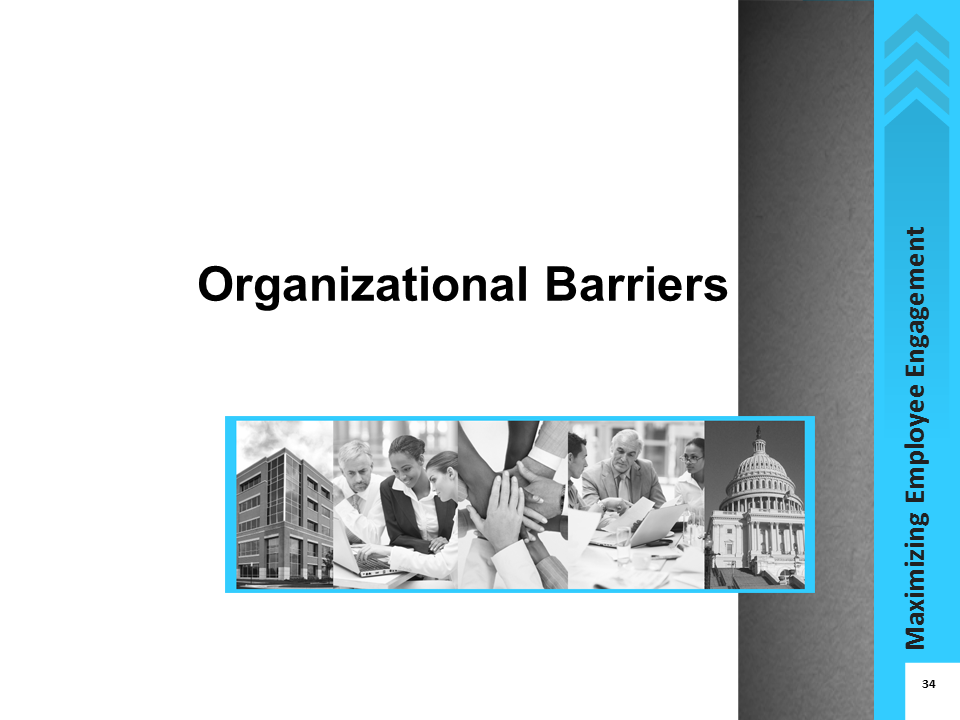 Organizational Barriers
Maximizing Employee Engagement
34